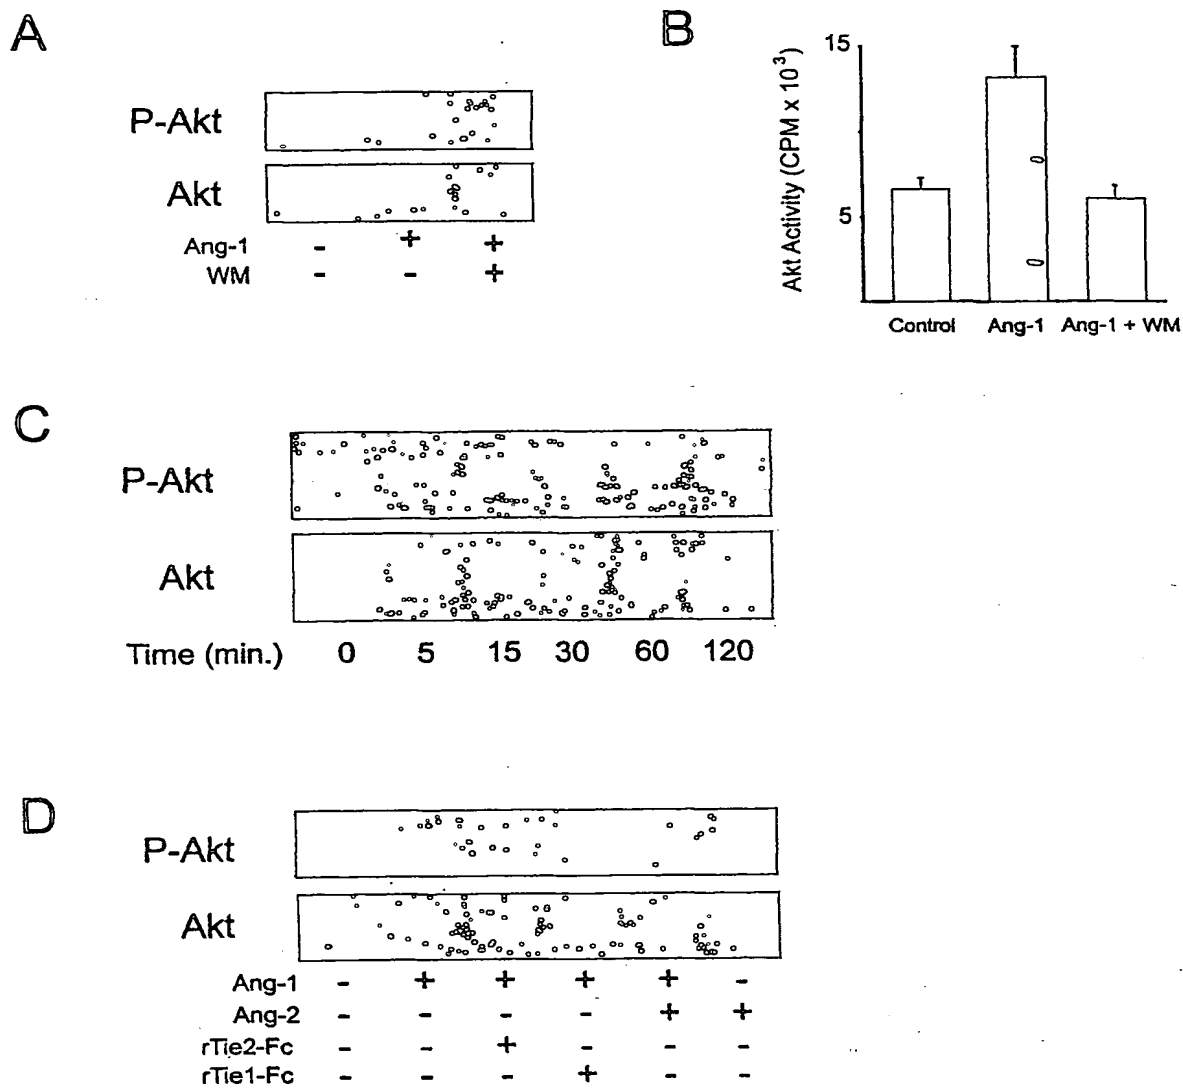 A
P-Akt
Akt
Ang-1 - + +
WM - - +
B
Akt Activity (CPM x 10³)
15
5
Control Ang-1 Ang-1 + WM
C
P-Akt
Akt
Time (min.) 0 5 15 30 60 120
D
P-Akt
Akt
Ang-1 - + + + + -
Ang-2 - - - - + +
rTie2-Fc - - + - - -
rTie1-Fc - - - + - -